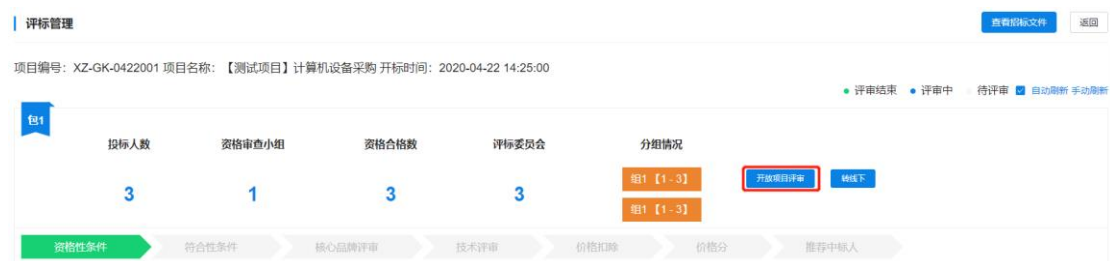 评标管理
查看招标文件 返回
项目编号：XZ-GK-0422001 项目名称：【测试项目】计算机设备采购 开标时间：2020-04-22 14:25:00
评审结束 评审中 待评审 自动刷新 手动刷新
包1
投标人数 资格审查小组 资格合格数 评标委员会 分组情况
3 1 3 3
组1【1 - 3】
组1【1 - 3】
开放项目评审 转线下
资格性条件 符合性条件 核心品牌评审 技术评审 价格扣除 价格分 推荐中标人